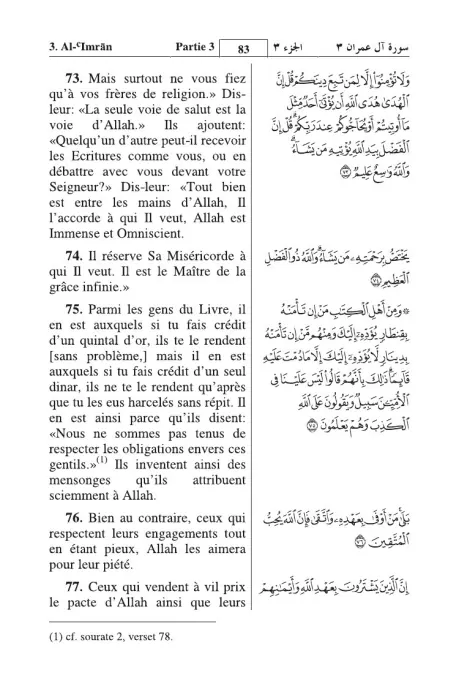 3. Al-ᶜImrān Partie 3 83 الجزء ٣ سورة آل عمران ٣
73. Mais surtout ne vous fiez
qu'à vos frères de religion.» Dis-
leur: «La seule voie de salut est la
voie d'Allah.» Ils ajoutent:
«Quelqu'un d'autre peut-il recevoir
les Ecritures comme vous, ou en
débattre avec vous devant votre
Seigneur?» Dis-leur: «Tout bien
est entre les mains d'Allah, Il
l'accorde à qui Il veut, Allah est
Immense et Omniscient.
74. Il réserve Sa Miséricorde à
qui Il veut. Il est le Maître de la
grâce infinie.»
75. Parmi les gens du Livre, il
en est auxquels si tu fais crédit
d'un quintal d'or, ils te le rendent
[sans problème,] mais il en est
auxquels si tu fais crédit d'un seul
dinar, ils ne te le rendent qu'après
que tu les eus harcelés sans répit. Il
en est ainsi parce qu'ils disent:
«Nous ne sommes pas tenus de
respecter les obligations envers ces
gentils.»(1) Ils inventent ainsi des
mensonges qu'ils attribuent
sciemment à Allah.
76. Bien au contraire, ceux qui
respectent leurs engagements tout
en étant pieux, Allah les aimera
pour leur piété.
77. Ceux qui vendent à vil prix
le pacte d'Allah ainsi que leurs
وَلَا تُؤْمِنُوٓا۟ إِلَّا لِمَن تَبِعَ دِينَكُمْ قُلْ إِنَّ
ٱلْهُدَىٰ هُدَى ٱللَّهِ أَن يُؤْتَىٰٓ أَحَدٌ مِّثْلَ
مَآ أُوتِيتُمْ أَوْ يُحَآجُّوكُمْ عِندَ رَبِّكُمْ ۗ قُلْ إِنَّ
ٱلْفَضْلَ بِيَدِ ٱللَّهِ يُؤْتِيهِ مَن يَشَآءُ ۗ
وَٱللَّهُ وَٰسِعٌ عَلِيمٌ ٧٣
يَخْتَصُّ بِرَحْمَتِهِۦ مَن يَشَآءُ ۗ وَٱللَّهُ ذُو ٱلْفَضْلِ
ٱلْعَظِيمِ ٧٤
۞ وَمِنْ أَهْلِ ٱلْكِتَٰبِ مَنْ إِن تَأْمَنْهُ
بِقِنطَارٍ يُؤَدِّهِۦٓ إِلَيْكَ وَمِنْهُم مَّنْ إِن تَأْمَنْهُ
بِدِينَارٍ لَّا يُؤَدِّهِۦٓ إِلَيْكَ إِلَّا مَا دُمْتَ عَلَيْهِ
قَآئِمًا ۗ ذَٰلِكَ بِأَنَّهُمْ قَالُوا۟ لَيْسَ عَلَيْنَا فِى
ٱلْأُمِّيِّـۧنَ سَبِيلٌ وَيَقُولُونَ عَلَى ٱللَّهِ
ٱلْكَذِبَ وَهُمْ يَعْلَمُونَ ٧٥
بَلَىٰ مَنْ أَوْفَىٰ بِعَهْدِهِۦ وَٱتَّقَىٰ فَإِنَّ ٱللَّهَ يُحِبُّ
ٱلْمُتَّقِينَ ٧٦
إِنَّ ٱلَّذِينَ يَشْتَرُونَ بِعَهْدِ ٱللَّهِ وَأَيْمَٰنِهِمْ
(1) cf. sourate 2, verset 78.